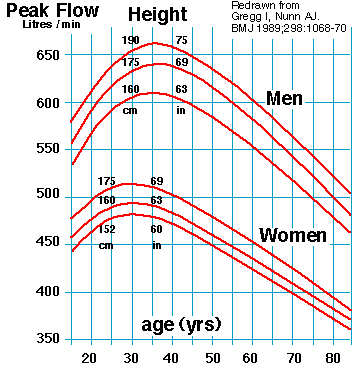 Peak Flow
Litres / min
Height
Redrawn from
Gregg I, Nunn AJ.
BMJ 1989;298:1068-70
190 75
650
175 69
600
160 63
cm in
Men
550
500
175 69
160 63
Women
450
152 60
cm in
400
age (yrs)
350
20 30 40 50 60 70 80